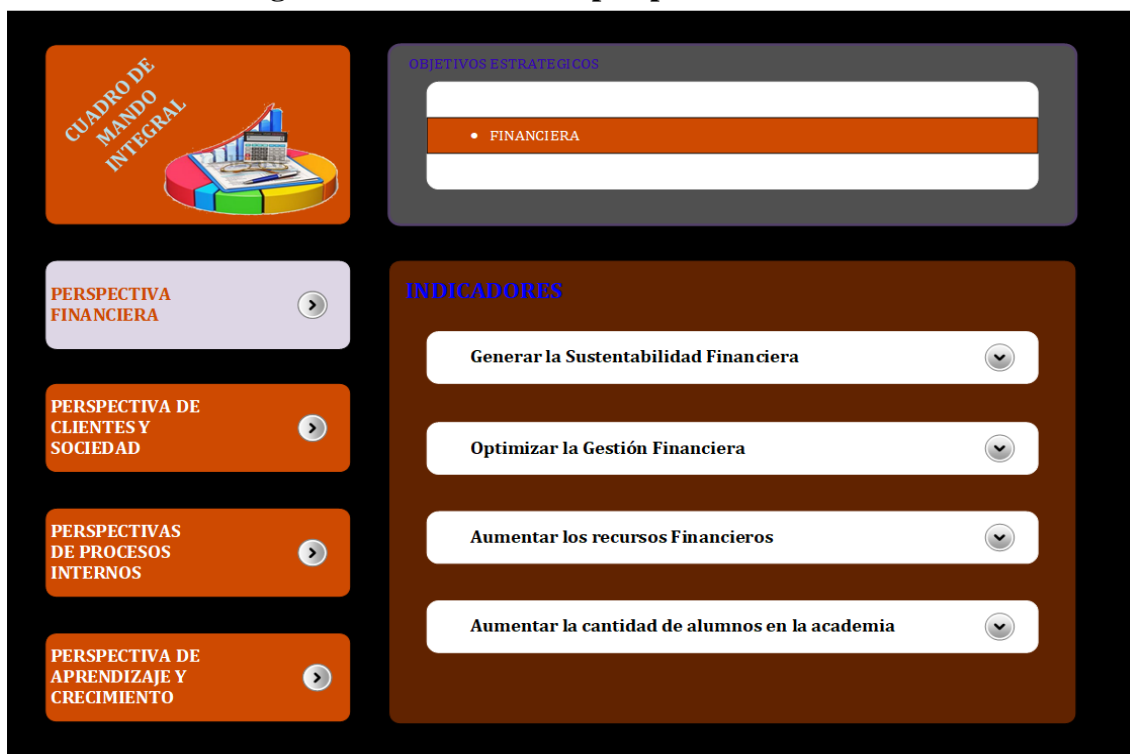 CUADRO DE
MANDO
INTEGRAL
OBJETIVOS ESTRATEGICOS
• FINANCIERA
PERSPECTIVA
FINANCIERA
PERSPECTIVA DE
CLIENTES Y
SOCIEDAD
PERSPECTIVAS
DE PROCESOS
INTERNOS
PERSPECTIVA DE
APRENDIZAJE Y
CRECIMIENTO
INDICADORES
Generar la Sustentabilidad Financiera
Optimizar la Gestión Financiera
Aumentar los recursos Financieros
Aumentar la cantidad de alumnos en la academia